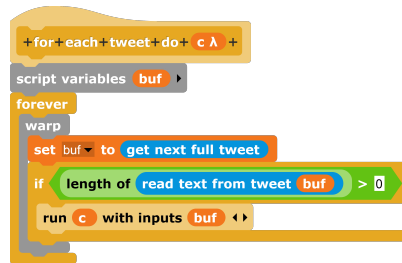 +for+each+tweet+do+ c λ +
script variables buf
forever
warp
set buf to get next full tweet
if length of read text from tweet buf > 0
run c with inputs buf